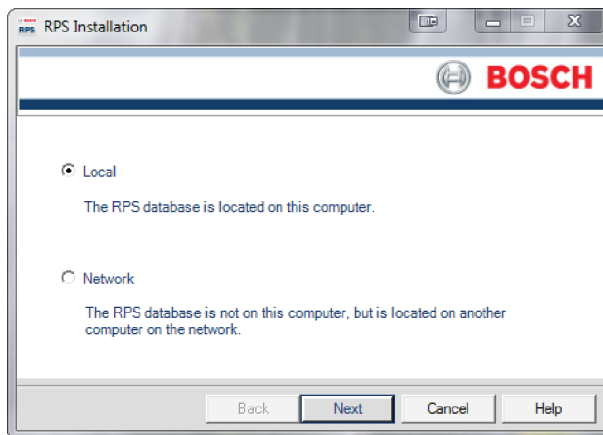 RPS Installation
BOSCH
Local
The RPS database is located on this computer.
Network
The RPS database is not on this computer, but is located on another
computer on the network.
Back
Next
Cancel
Help